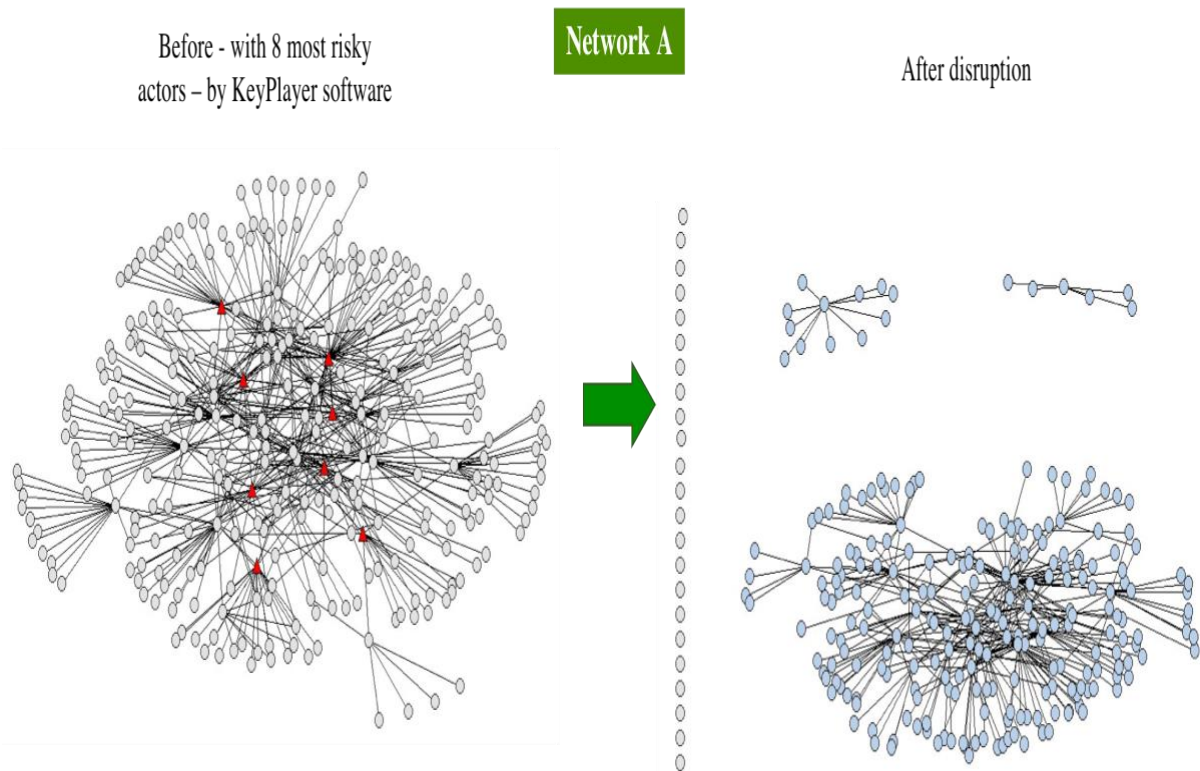 Before - with 8 most risky
actors – by KeyPlayer software
Network A
After disruption